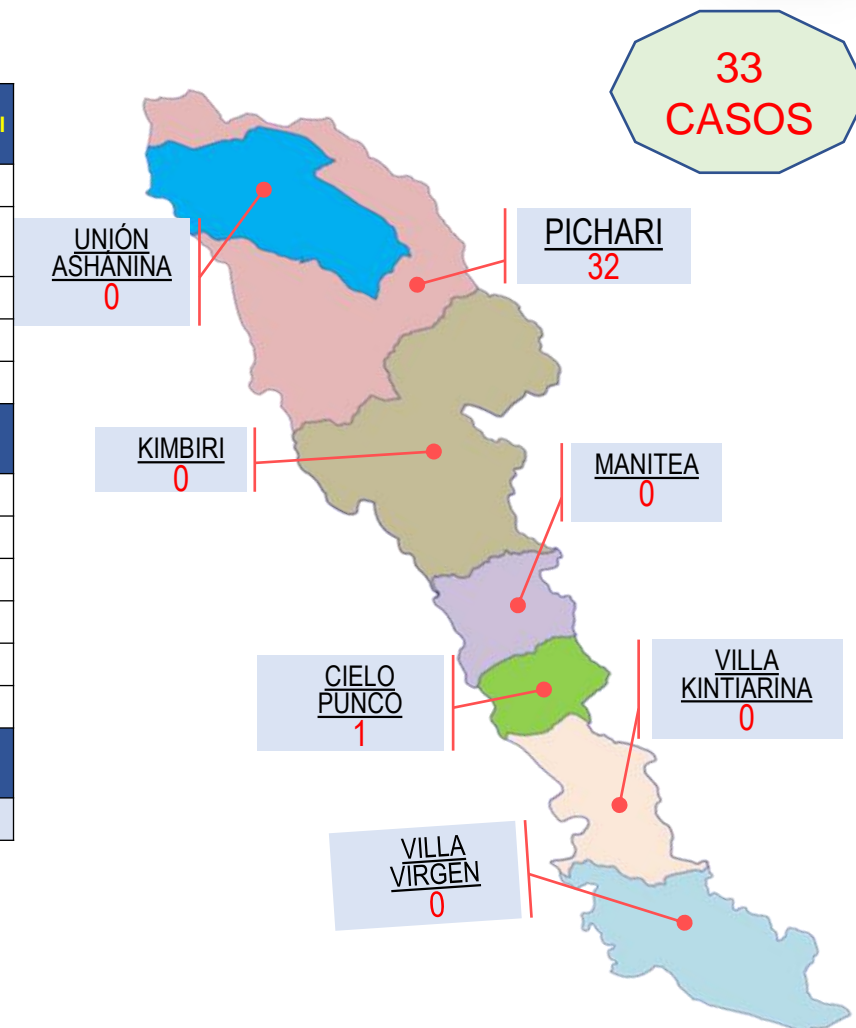 33
CASOS
I
UNIÓN
ASHÁNINA
0
PICHARI
32
KIMBIRI
0
MANITEA
0
CIELO
PUNCO
1
VILLA
KINTIARINA
0
VILLA
VIRGEN
0